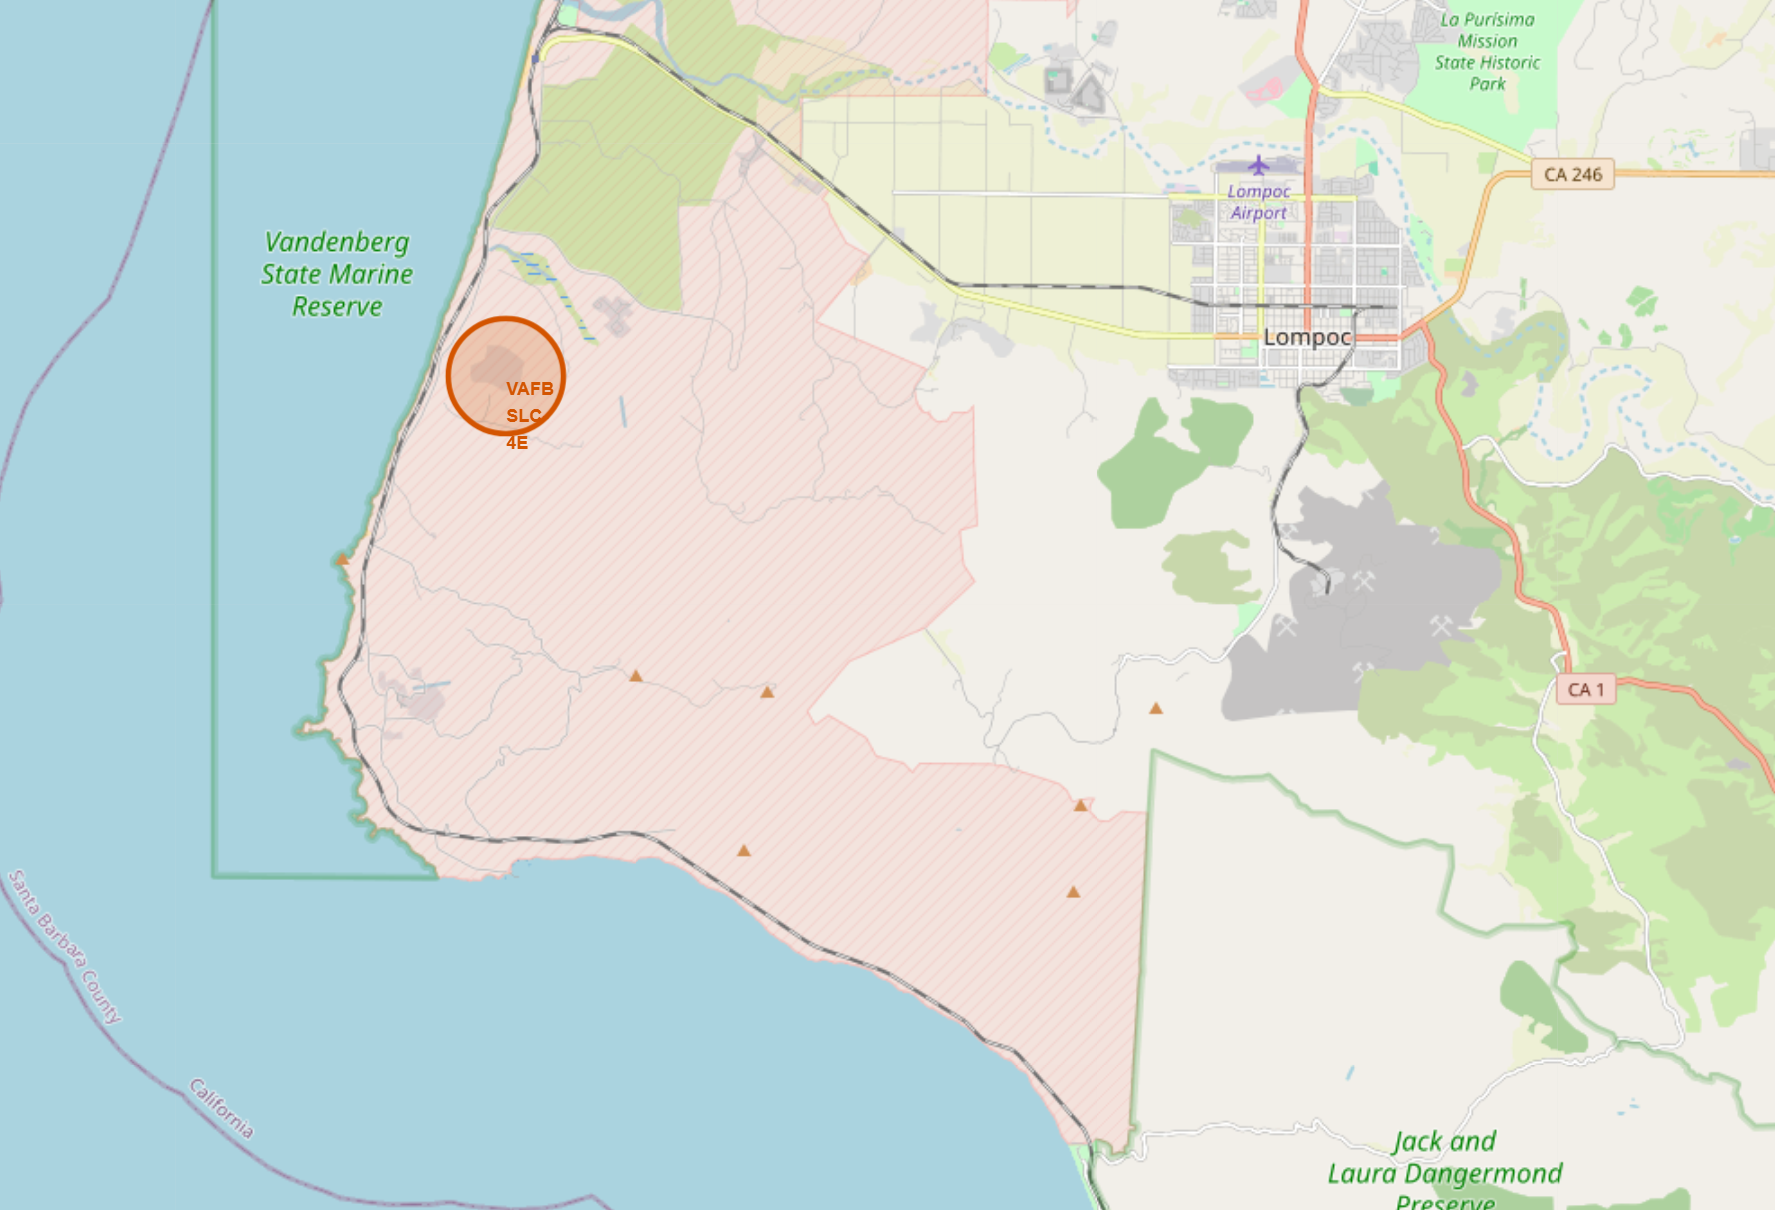 La Purísima
Mission
State Historic
Park
CA 246
Lompoc
Airport
Vandenberg
State Marine
Reserve
Lompoc
VAFB
SLC
4E
CA 1
Santa Barbara County
California
Jack and
Laura Dangermond
Preserve